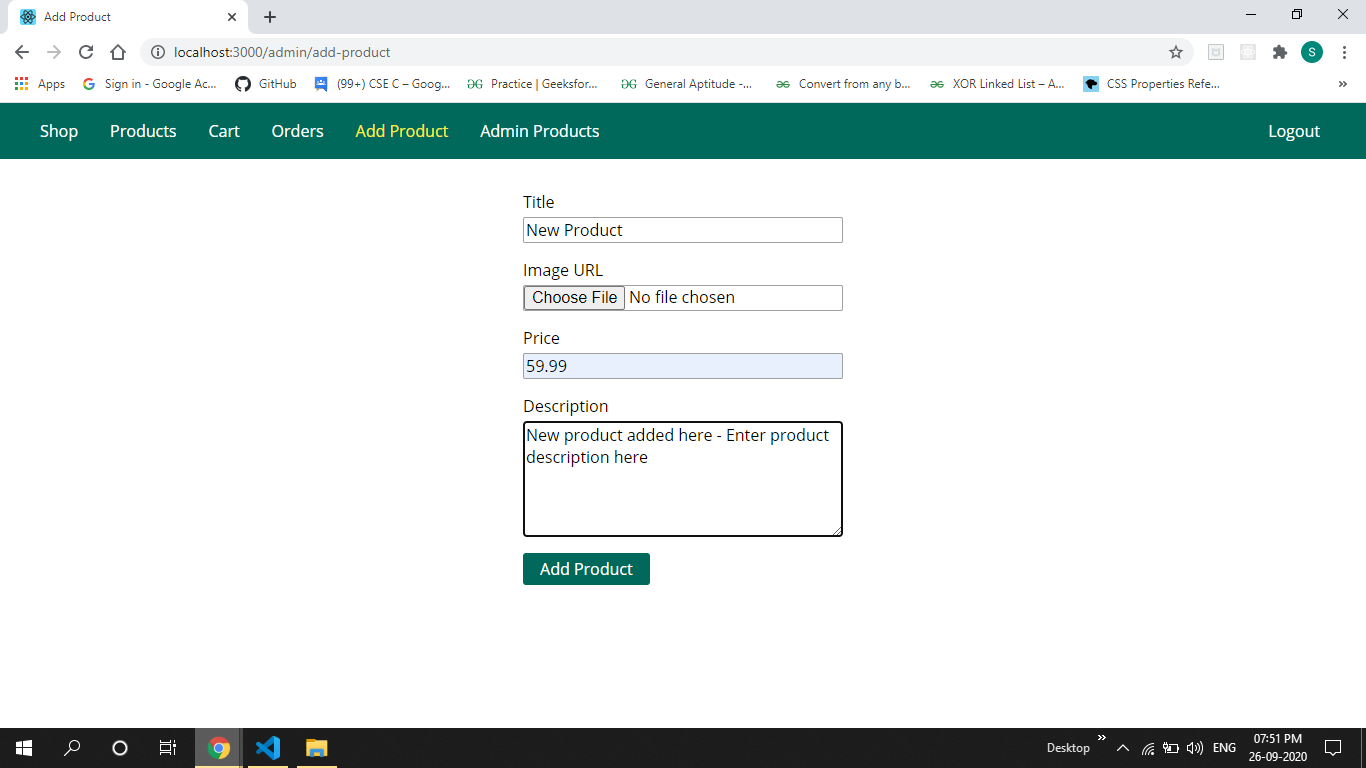 Add Product
localhost:3000/admin/add-product
S
Apps
Sign in - Google Ac...
GitHub
(99+) CSE C – Goog...
Practice | Geeksfor...
General Aptitude -...
Convert from any b...
XOR Linked List – A...
CSS Properties Refe...
Shop Products Cart Orders Add Product Admin Products Logout
Title
New Product
Image URL
Choose File No file chosen
Price
59.99
Description
New product added here - Enter product
description here
Add Product
Desktop
ENG
07:51 PM
26-09-2020